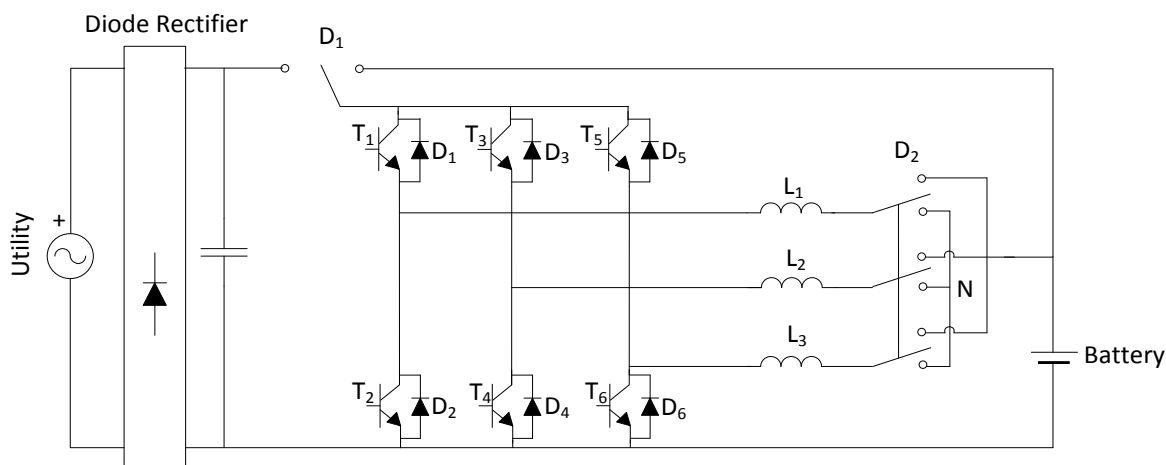 Diode Rectifier
D1
T1
D1
T3
D3
T5
D5
D2
L1
Utility
+
L2
N
L3
Battery
T2
D2
T4
D4
T6
D6